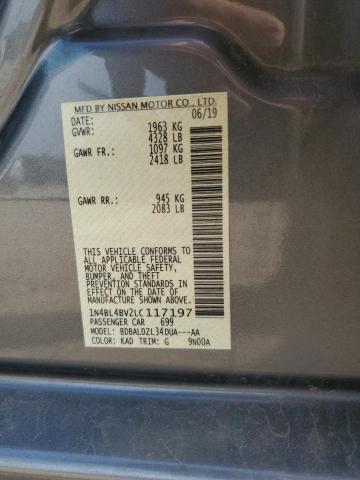 MFD BY NISSAN MOTOR CO., LTD.
DATE: 06/19
GVWR: 1963 KG
4328 LB
GAWR FR.: 1097 KG
2418 LB
GAWR RR.: 945 KG
2083 LB
THIS VEHICLE CONFORMS TO
ALL APPLICABLE FEDERAL
MOTOR VEHICLE SAFETY,
BUMPER, AND THEFT
PREVENTION STANDARDS IN
EFFECT ON THE DATE OF
MANUFACTURE SHOWN ABOVE.
1N4BL4BV2LC117197
PASSENGER CAR 699
MODEL: BDBALDZL34DUA---AA
COLOR: KAD TRIM: G 9N00A